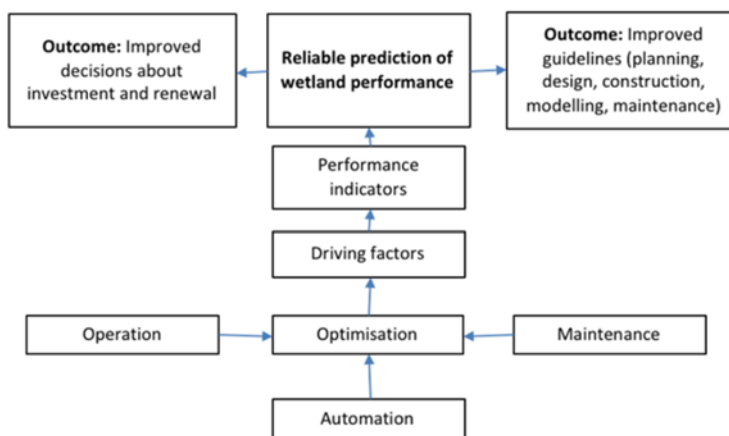 Outcome: Improved
decisions about
investment and renewal
Reliable prediction of
wetland performance
Outcome: Improved
guidelines (planning,
design, construction,
modelling, maintenance)
Performance
indicators
Driving factors
Operation
Optimisation
Maintenance
Automation